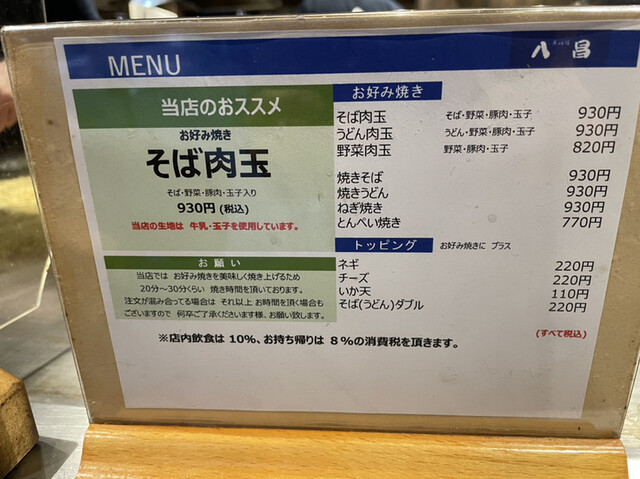 MENU
八昌
当店のおススメ
お好み焼き
そば肉玉
そば・野菜・豚肉・玉子入り
930円 (税込)
当店の生地は 牛乳・玉子を使用しています。
お 願 い
当店では お好み焼きを美味しく焼き上げるため
20分～30分くらい 焼き時間を頂いております。
注文が混み合ってる場合は それ以上 お時間を頂く場合も
ございますので 何卒ご了承くださいます様、お願い致します。
お好み焼き
そば肉玉 そば・野菜・豚肉・玉子 930円
うどん肉玉 うどん・野菜・豚肉・玉子 930円
野菜肉玉 野菜・豚肉・玉子 820円
焼きそば 930円
焼きうどん 930円
ねぎ焼き 930円
とんぺい焼き 770円
トッピング お好み焼きに プラス
ネギ 220円
チーズ 220円
いか天 110円
そば(うどん)ダブル 220円
(すべて税込)
※店内飲食は 10%、お持ち帰りは 8%の消費税を頂きます。